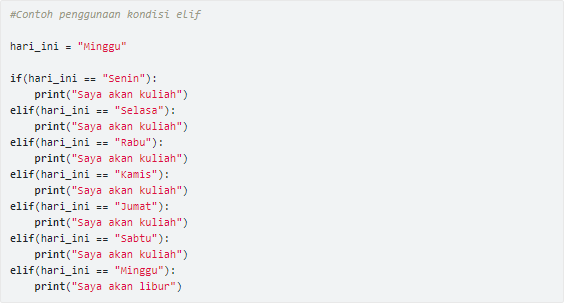 #Contoh penggunaan kondisi elif
hari_ini = "Minggu"
if(hari_ini == "Senin"):
    print("Saya akan kuliah")
elif(hari_ini == "Selasa"):
    print("Saya akan kuliah")
elif(hari_ini == "Rabu"):
    print("Saya akan kuliah")
elif(hari_ini == "Kamis"):
    print("Saya akan kuliah")
elif(hari_ini == "Jumat"):
    print("Saya akan kuliah")
elif(hari_ini == "Sabtu"):
    print("Saya akan kuliah")
elif(hari_ini == "Minggu"):
    print("Saya akan libur")